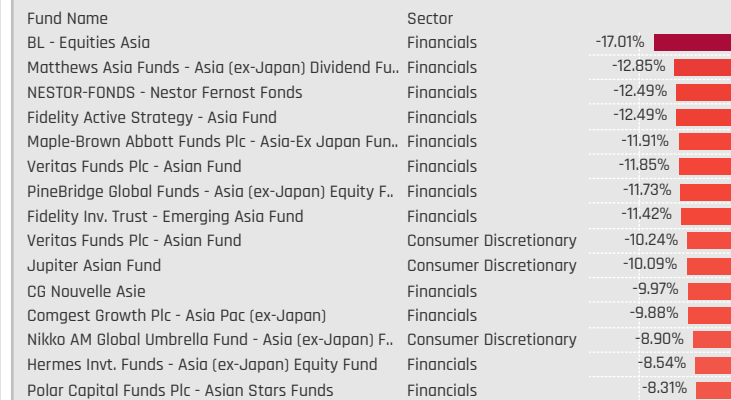 Fund Name Sector
BL - Equities Asia Financials -17.01%
Matthews Asia Funds - Asia (ex-Japan) Dividend Fu.. Financials -12.85%
NESTOR-FONDS - Nestor Fernost Fonds Financials -12.49%
Fidelity Active Strategy - Asia Fund Financials -12.49%
Maple-Brown Abbott Funds Plc - Asia-Ex Japan Fun.. Financials -11.91%
Veritas Funds Plc - Asian Fund Financials -11.85%
PineBridge Global Funds - Asia (ex-Japan) Equity F.. Financials -11.73%
Fidelity Inv. Trust - Emerging Asia Fund Financials -11.42%
Veritas Funds Plc - Asian Fund Consumer Discretionary -10.24%
Jupiter Asian Fund Consumer Discretionary -10.09%
CG Nouvelle Asie Financials -9.97%
Comgest Growth Plc - Asia Pac (ex-Japan) Financials -9.88%
Nikko AM Global Umbrella Fund - Asia (ex-Japan) F.. Consumer Discretionary -8.90%
Hermes Invt. Funds - Asia (ex-Japan) Equity Fund Financials -8.54%
Polar Capital Funds Plc - Asian Stars Funds Financials -8.31%